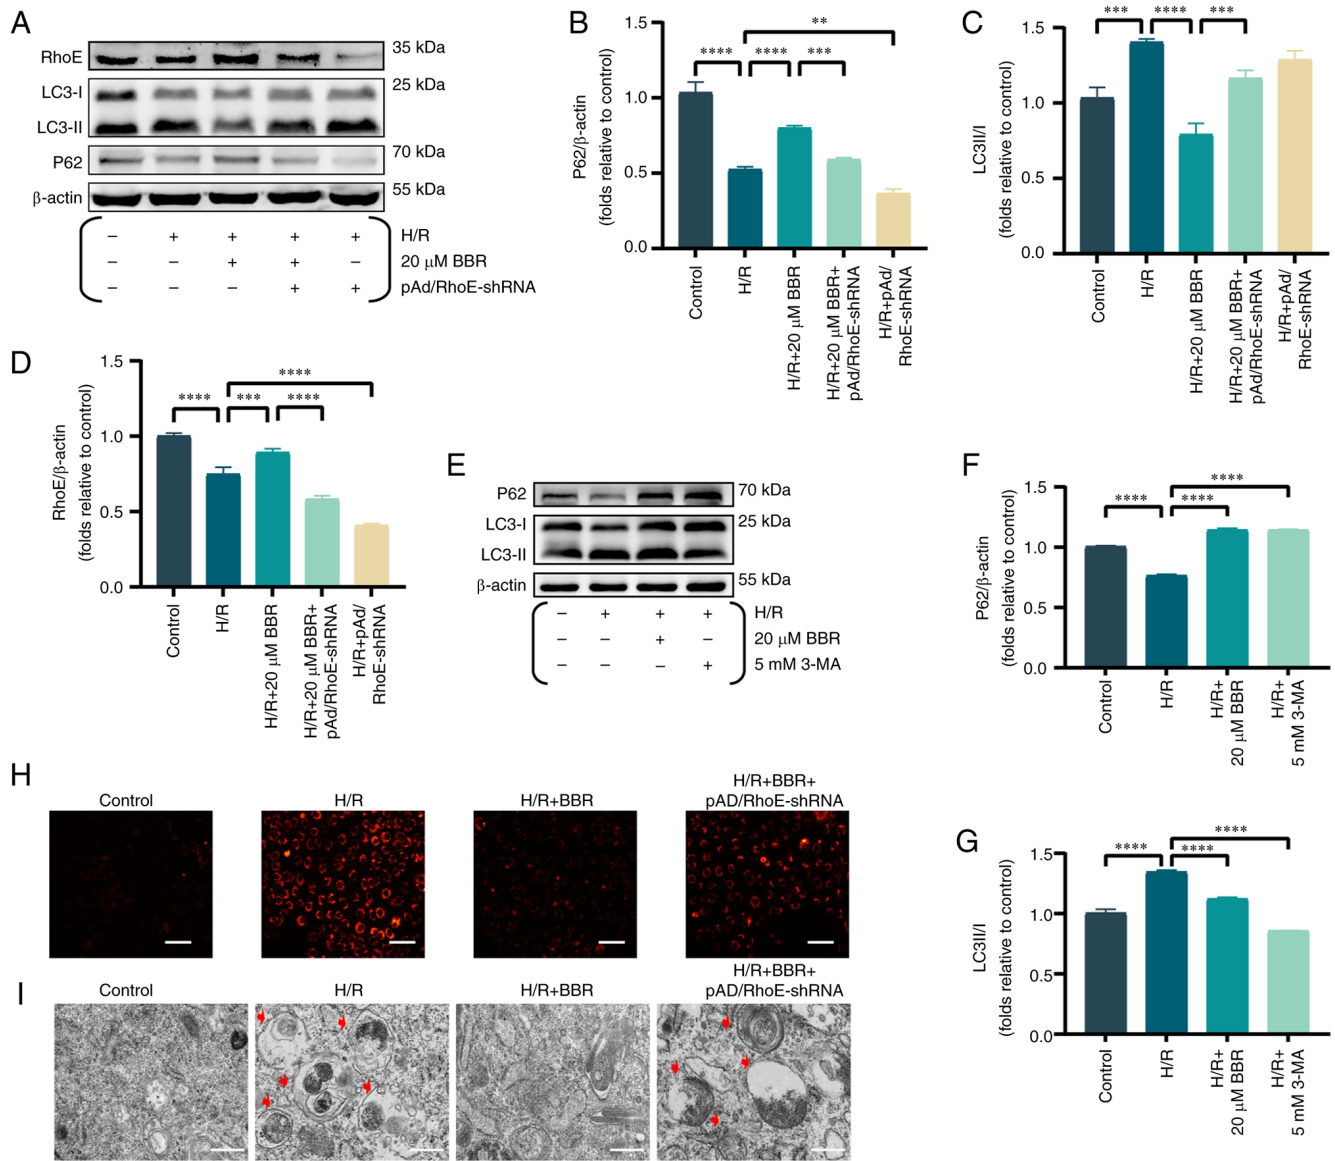 A
RhoE
35 kDa
LC3-I
25 kDa
LC3-II
P62
70 kDa
β-actin
55 kDa
– + + + + H/R
– – + + – 20 μM BBR
– – – + + pAd/RhoE-shRNA
B
P62/β-actin
(folds relative to control)
1.5
1.0
0.5
0.0
**
**** **** ***
Control
H/R
H/R+20 μM BBR
H/R+20 μM BBR+
pAd/RhoE-shRNA
H/R+pAd/
RhoE-shRNA
C
LC3II/I
(folds relative to control)
1.5
1.0
0.5
0.0
*** **** ***
Control
H/R
H/R+20 μM BBR
H/R+20 μM BBR+
pAd/RhoE-shRNA
H/R+pAd/
RhoE-shRNA
D
RhoE/β-actin
(folds relative to control)
1.5
1.0
0.5
0.0
****
**** *** ****
Control
H/R
H/R+20 μM BBR
H/R+20 μM BBR+
pAd/RhoE-shRNA
H/R+pAd/
RhoE-shRNA
E
P62
70 kDa
LC3-I
25 kDa
LC3-II
β-actin
55 kDa
– + + + H/R
– – + – 20 μM BBR
– – – + 5 mM 3-MA
F
P62/β-actin
(folds relative to control)
1.5
1.0
0.5
0.0
****
**** ****
Control
H/R
H/R+
20 μM BBR
H/R+
5 mM 3-MA
G
LC3II/I
(folds relative to control)
1.5
1.0
0.5
0.0
****
**** ****
Control
H/R
H/R+
20 μM BBR
H/R+
5 mM 3-MA
H
Control
H/R
H/R+BBR
H/R+BBR+
pAD/RhoE-shRNA
I
Control
H/R
H/R+BBR
H/R+BBR+
pAD/RhoE-shRNA